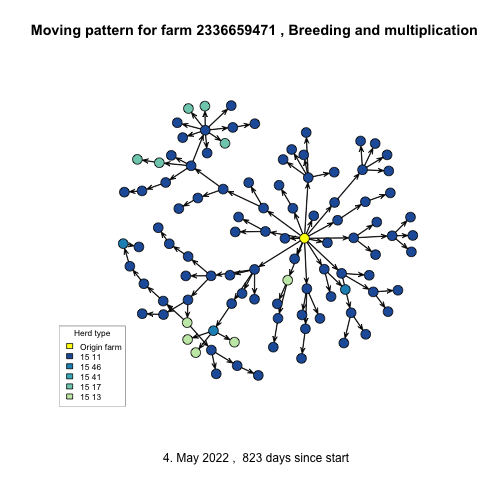 Moving pattern for farm 2336659471 , Breeding and multiplication
Herd type
Origin farm
15 11
15 46
15 41
15 17
15 13
4. May 2022 , 823 days since start